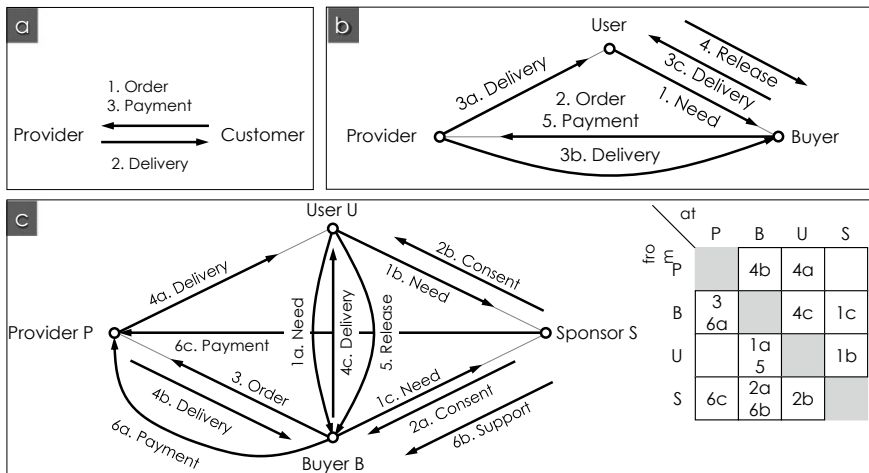 a
1. Order
3. Payment
Provider
Customer
2. Delivery
b
User
4. Release
3c. Delivery
3a. Delivery
1. Need
2. Order
5. Payment
Provider
Buyer
3b. Delivery
c
User U
2b. Consent
4a. Delivery
1b. Need
1a. Need
4c. Delivery
5. Release
Provider P
6c. Payment
Sponsor S
3. Order
1c. Need
4b. Delivery
2a. Consent
6a. Payment
6b. Support
Buyer B
at
from
P B U S
P 4b 4a
B 3 6a 4c 1c
U 1a 5 1b
S 6c 2a 6b 2b